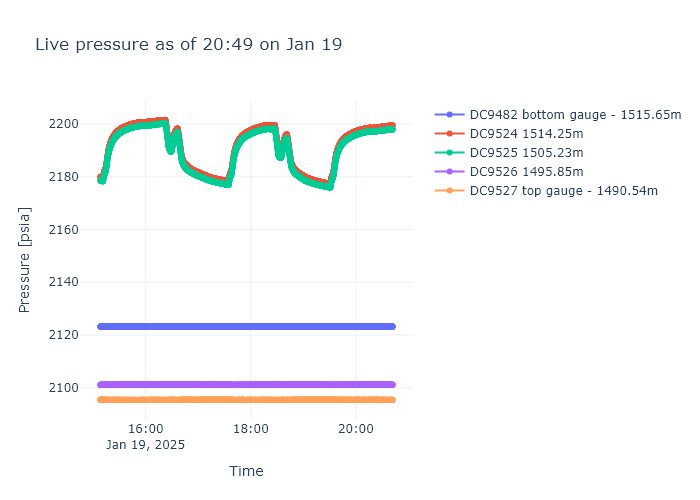 Live pressure as of 20:49 on Jan 19
DC9482 bottom gauge - 1515.65m
DC9524 1514.25m
DC9525 1505.23m
DC9526 1495.85m
DC9527 top gauge - 1490.54m
Pressure [psia]
2200
2180
2160
2140
2120
2100
16:00
18:00
20:00
Jan 19, 2025
Time